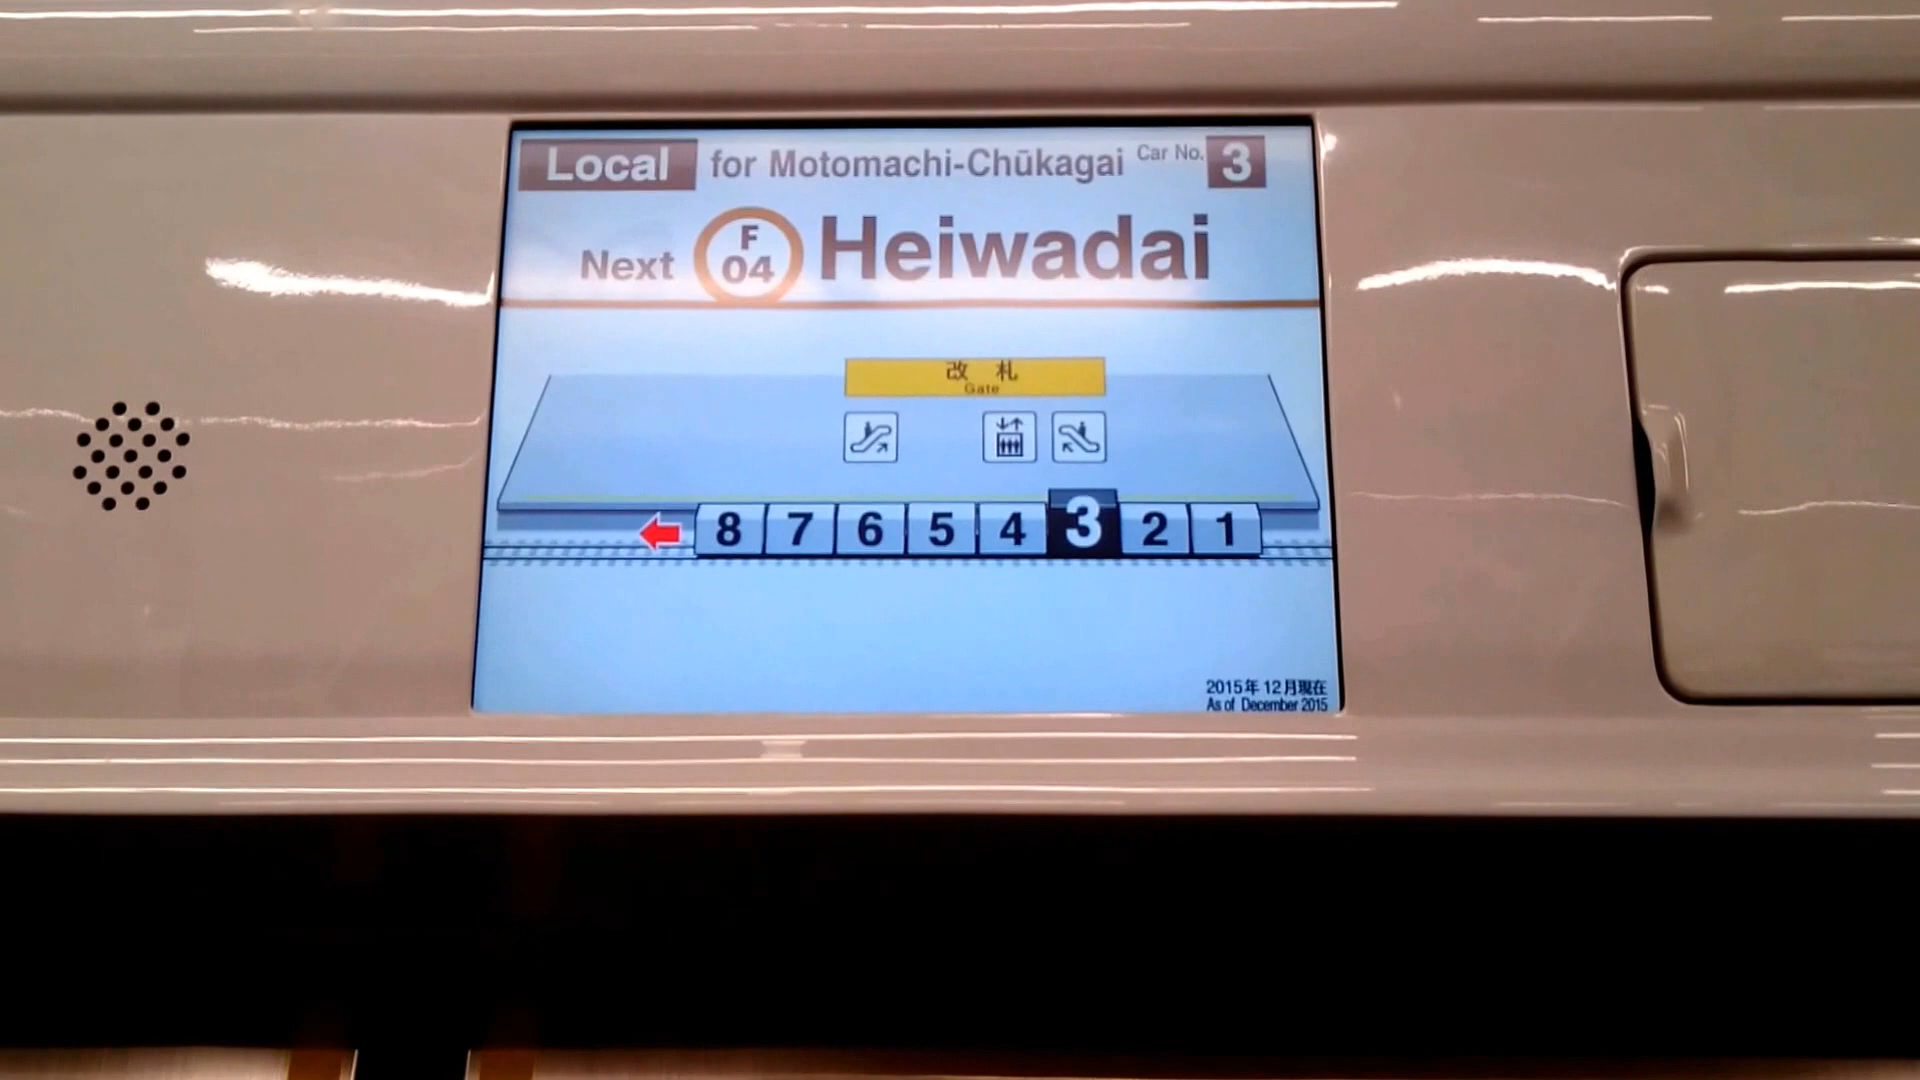 Local for Motomachi-Chūkagai Car No. 3
Next F 04 Heiwadai
改札
Gate
8 7 6 5 4 3 2 1
2015年12月現在
As of December 2015